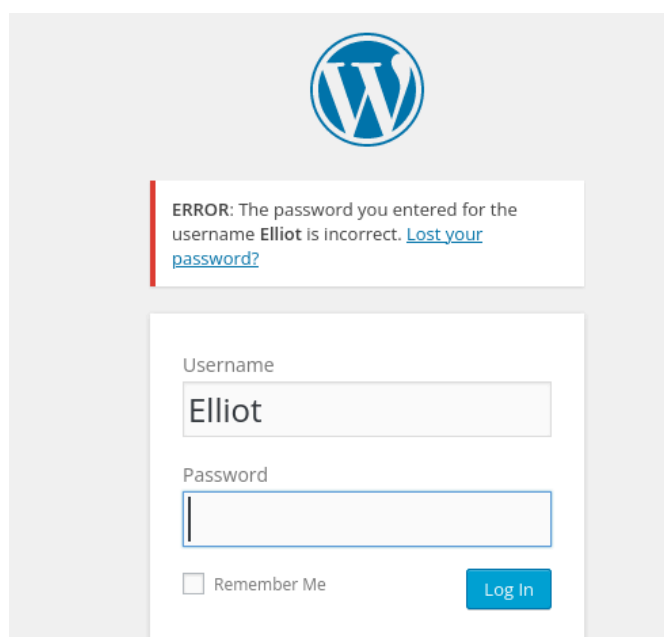 ERROR: The password you entered for the
username Elliot is incorrect. Lost your
password?
Username
Elliot
Password
Remember Me
Log In